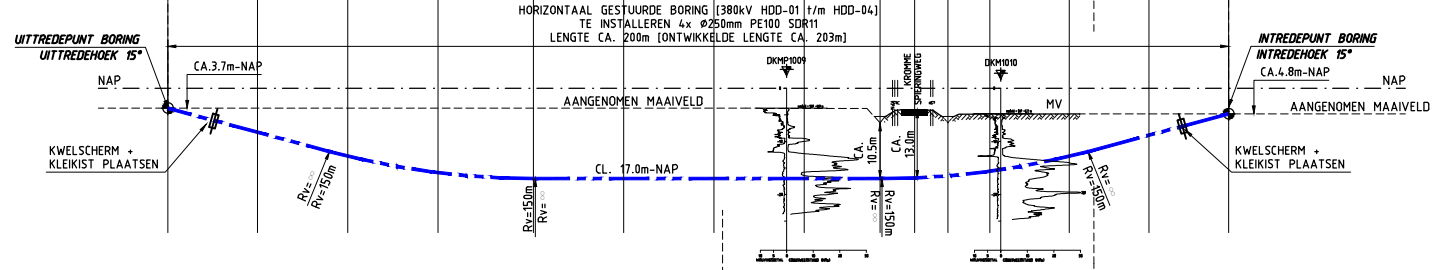 HORIZONTAAL GESTUURDE BORING [380kV HDD-01 t/m HDD-04]
TE INSTALLEREN 4x Ø250mm PE100 SDR11
LENGTE CA. 200m [ONTWIKKELDE LENGTE CA. 203m]
UITTREDEPUNT BORING
UITTREDEHOEK 15°
INTREDEPUNT BORING
INTREDEHOEK 15°
CA.3.7m-NAP
NAP
DKMP1009
KROMME
SPIERINGWEG
DKM1010
CA.4.8m-NAP
NAP
AANGENOMEN MAAIVELD
MV
AANGENOMEN MAAIVELD
KWELSCHERM +
KLEIKIST PLAATSEN
CA.
10.5m
CA.
13.0m
KWELSCHERM +
KLEIKIST PLAATSEN
CL. 17.0m-NAP
Rv= ∞
Rv=150m
Rv=150m
Rv= ∞
Rv=150m
Rv= ∞
Rv= ∞
Rv=150m